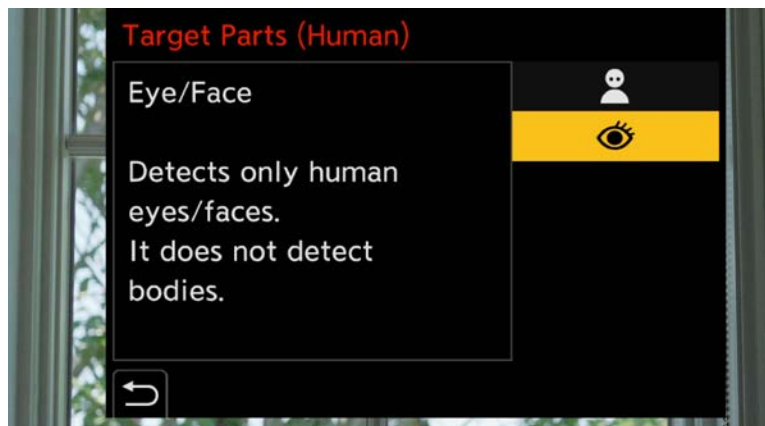 Target Parts (Human)
Eye/Face
Detects only human
eyes/faces.
It does not detect
bodies.